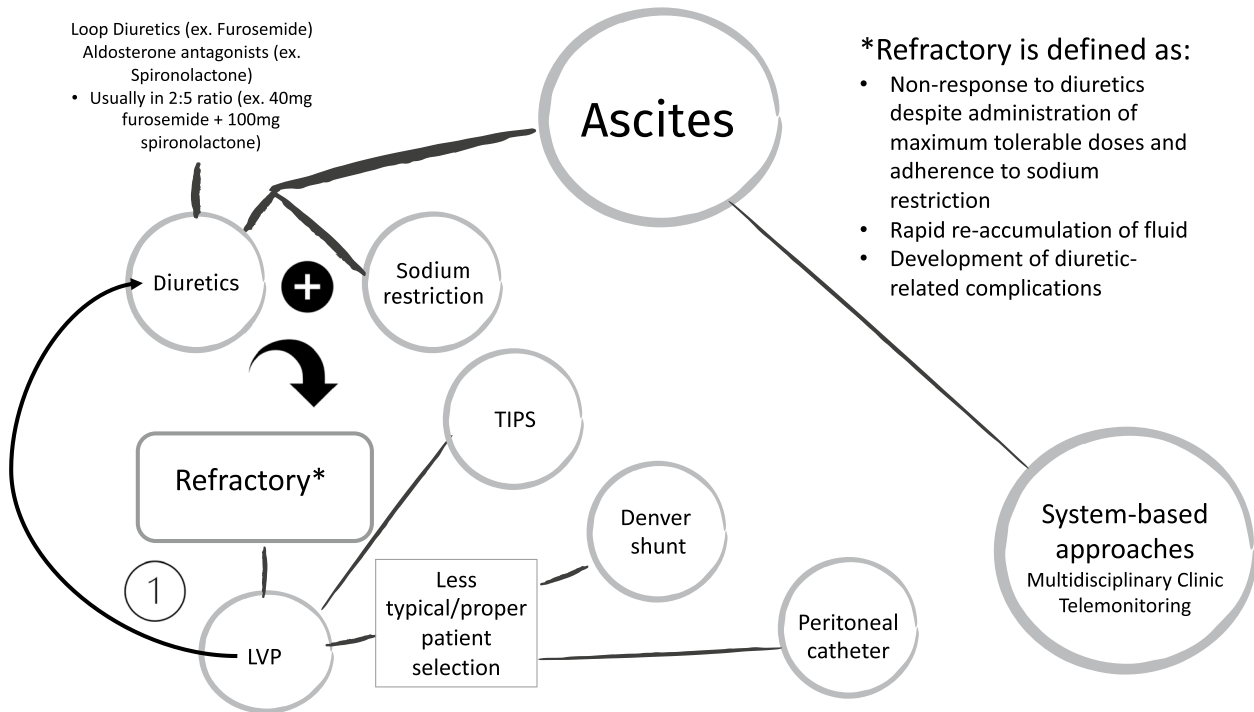 Loop Diuretics (ex. Furosemide)
Aldosterone antagonists (ex.
Spironolactone)
• Usually in 2:5 ratio (ex. 40mg
furosemide + 100mg
spironolactone)
Ascites
*Refractory is defined as:
• Non-response to diuretics
despite administration of
maximum tolerable doses and
adherence to sodium
restriction
• Rapid re-accumulation of fluid
• Development of diuretic-
related complications
Diuretics
+
Sodium
restriction
TIPS
Refractory*
Denver
shunt
1
LVP
Less
typical/proper
patient
selection
Peritoneal
catheter
System-based
approaches
Multidisciplinary Clinic
Telemonitoring